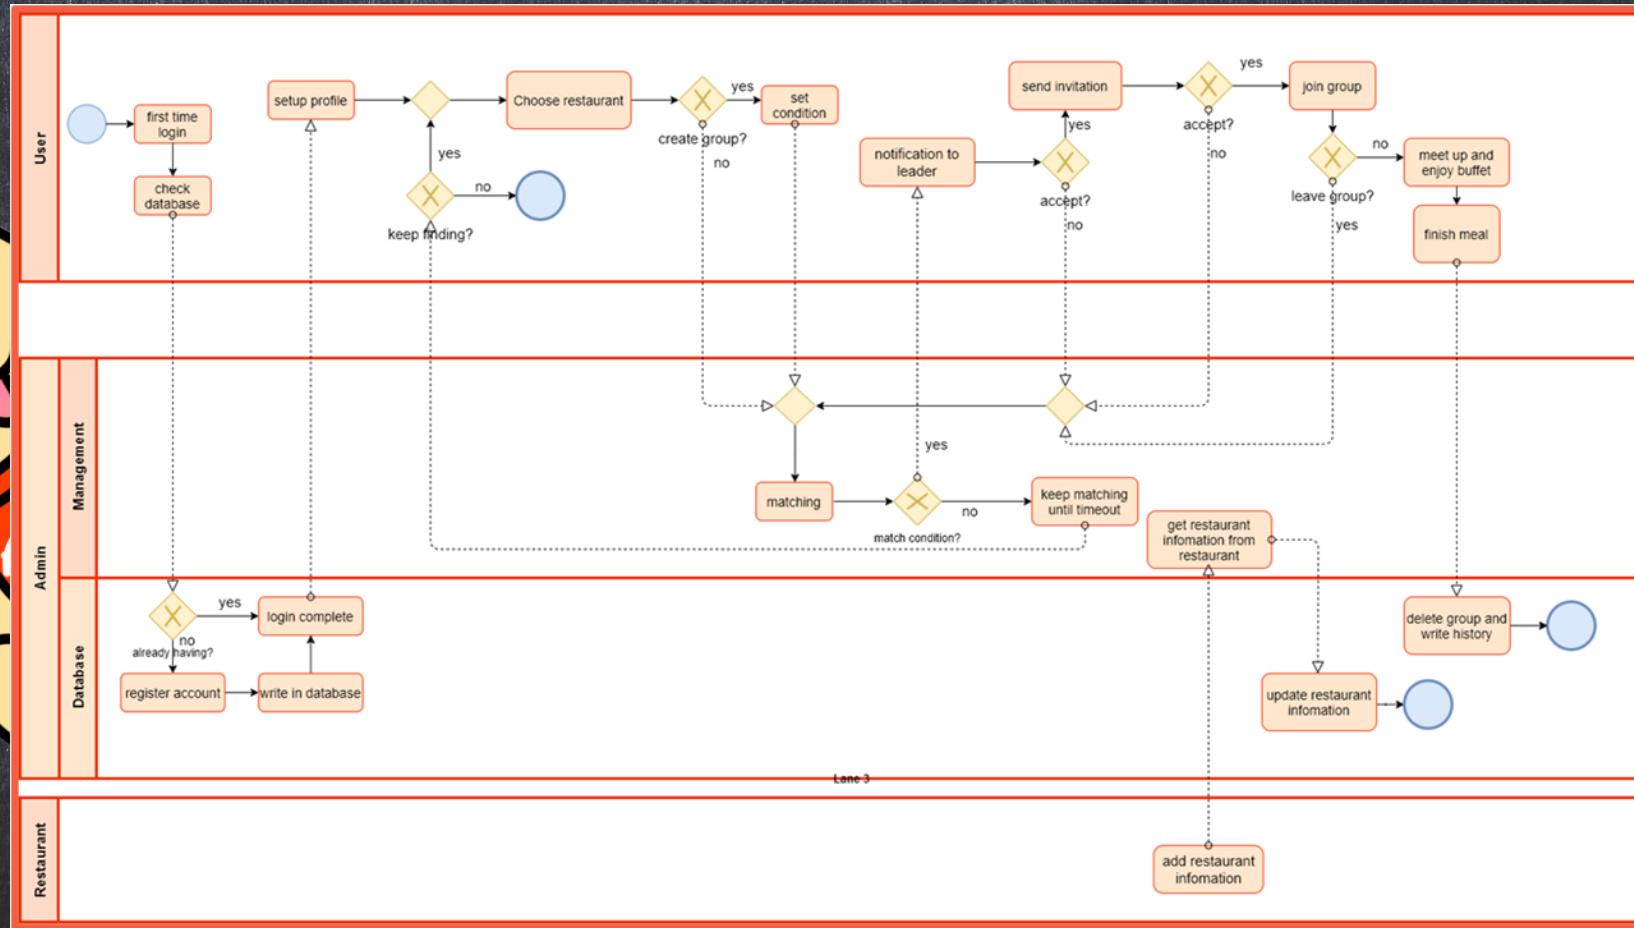 User
first time
login
check
database
setup profile
yes
no
keep finding?
Choose restaurant
yes
create group?
no
set
condition
notification to
leader
send invitation
yes
accept?
no
yes
accept?
no
join group
no
leave group?
yes
meet up and
enjoy buffet
finish meal
Admin
Management
matching
yes
no
match condition?
keep matching
until timeout
get restaurant
infomation from
restaurant
Database
yes
no
already having?
login complete
register account
write in database
delete group and
write history
update restaurant
infomation
Lane 3
Restaurant
add restaurant
infomation